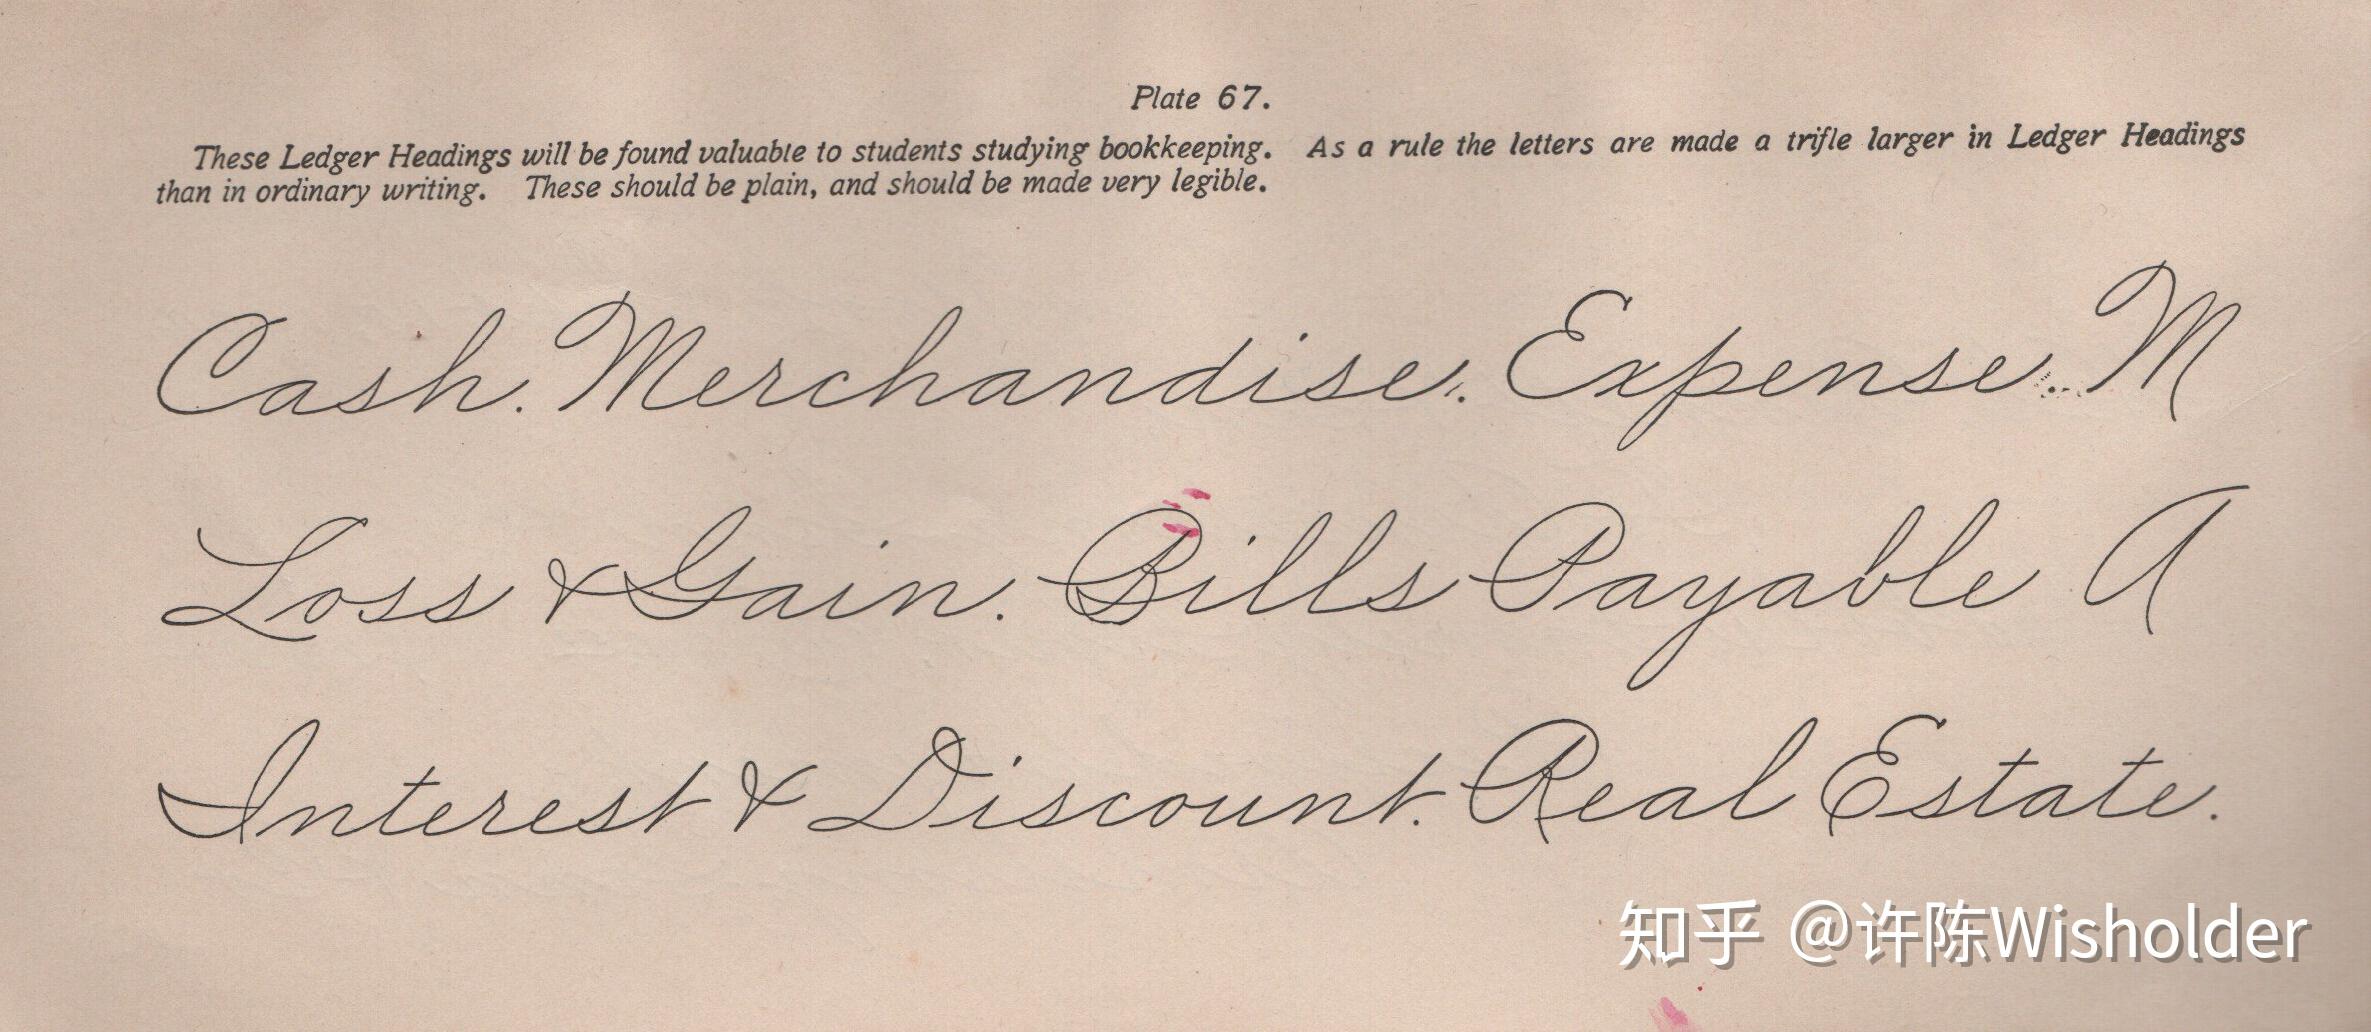 Plate 67.
These Ledger Headings will be found valuable to students studying bookkeeping. As a rule the letters are made a trifle larger in Ledger Headings
than in ordinary writing. These should be plain, and should be made very legible.
Cash. Merchandise. Expense. M
Loss & Gain. Bills Payable A
Interest & Discount. Real Estate.
知乎 @许陈Wisholder